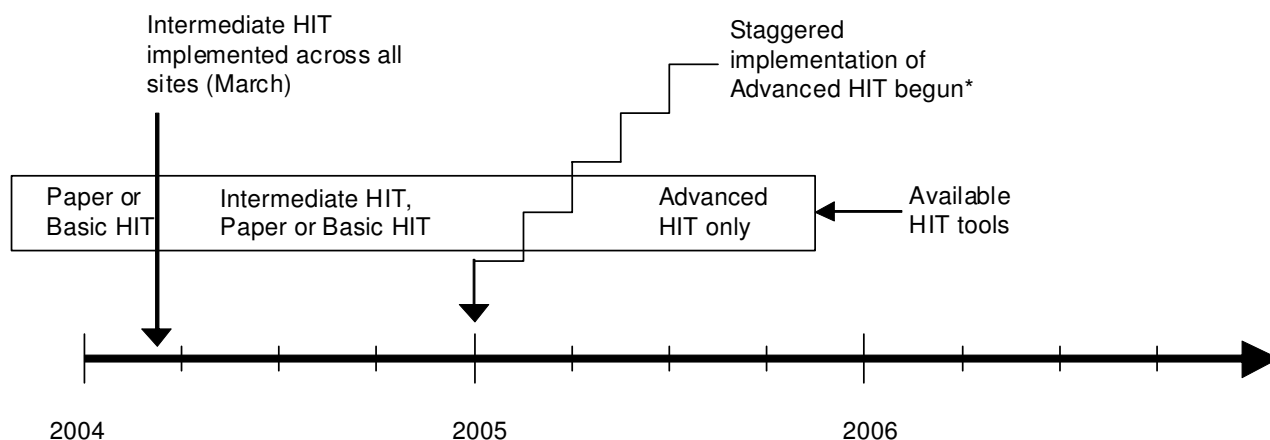 Intermediate HIT
implemented across all
sites (March)
Staggered
implementation of
Advanced HIT begun*
Paper or
Basic HIT
Intermediate HIT,
Paper or Basic HIT
Advanced
HIT only
Available
HIT tools
2004
2005
2006